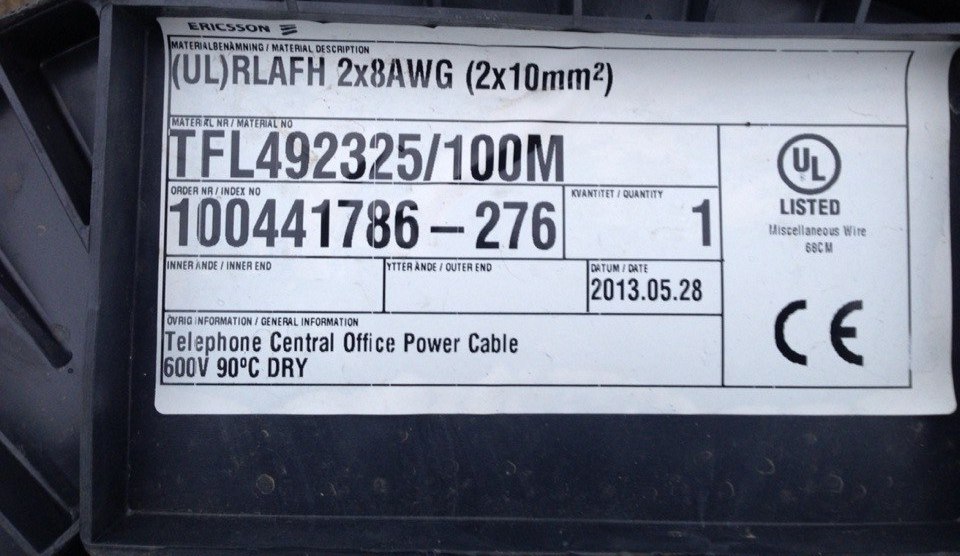 ERICSSON
MATERIALBENÄMNING / MATERIAL DESCRIPTION
(UL)RLAFH 2x8AWG (2x10mm²)
MATERIAL NR / MATERIAL NO
TFL492325/100M
ORDER NR / INDEX NO
100441786-276
KVANTITET / QUANTITY
1
INNER ÄNDE / INNER END
YTTER ÄNDE / OUTER END
DATUM / DATE
2013.05.28
ÖVRIG INFORMATION / GENERAL INFORMATION
Telephone Central Office Power Cable
600V 90ºC DRY
UL
LISTED
Miscellaneous Wire
68CM
CE